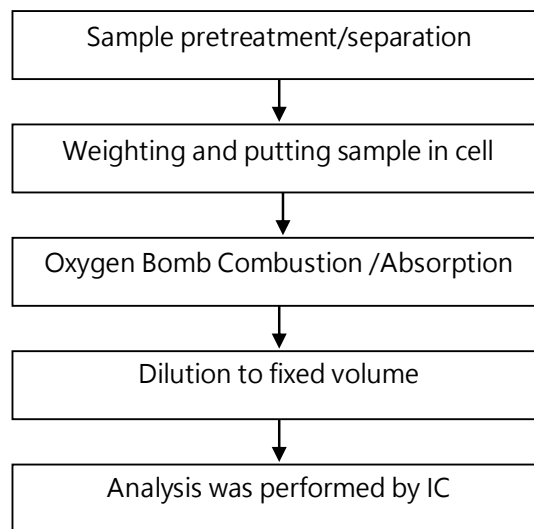 Sample pretreatment/separation
Weighting and putting sample in cell
Oxygen Bomb Combustion /Absorption
Dilution to fixed volume
Analysis was performed by IC